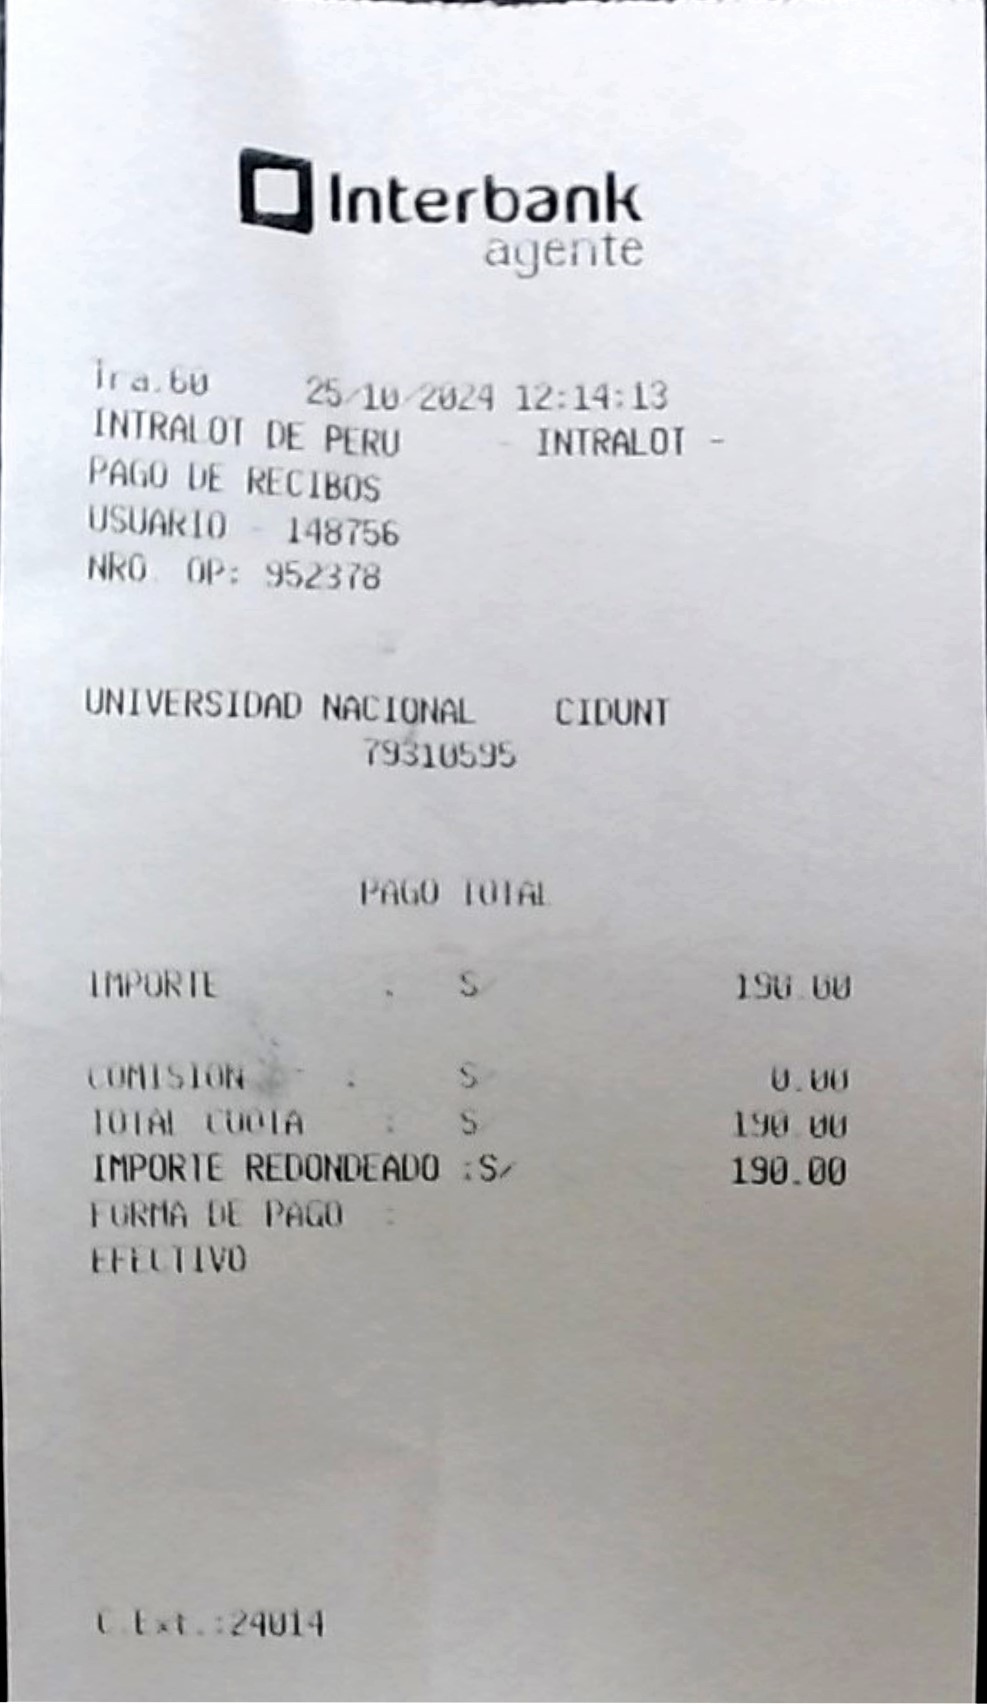 Interbank
agente
Tra.60 25/10/2024 12:14:13
INTRALOT DE PERU - INTRALOT -
PAGO DE RECIBOS
USUARIO - 148756
NRO. OP: 952378
UNIVERSIDAD NACIONAL CIDUNT
79310595
PAGO TOTAL
IMPORTE : S/ 190.00
COMISION : S/ 0.00
TOTAL CUOTA : S/ 190.00
IMPORTE REDONDEADO :S/ 190.00
FORMA DE PAGO :
EFECTIVO
C.Ext.:24014